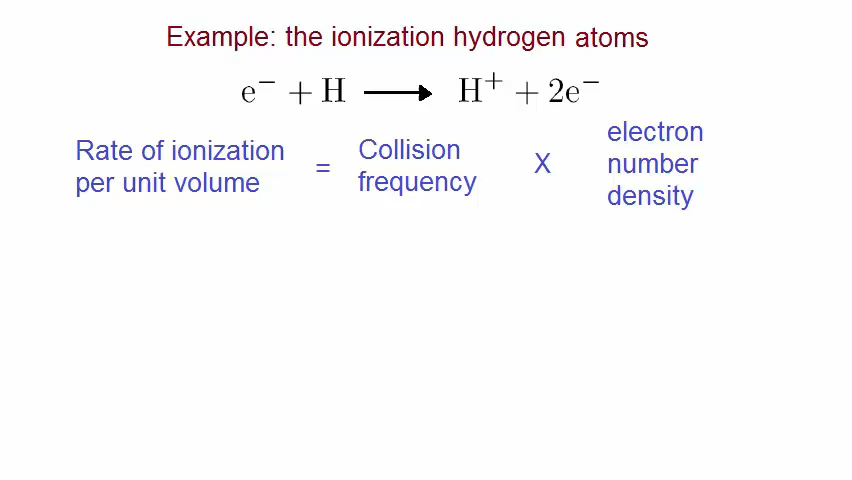 Example: the ionization hydrogen atoms
e⁻ + H ⟶ H⁺ + 2e⁻
Rate of ionization
per unit volume
=
Collision
frequency
X
electron
number
density